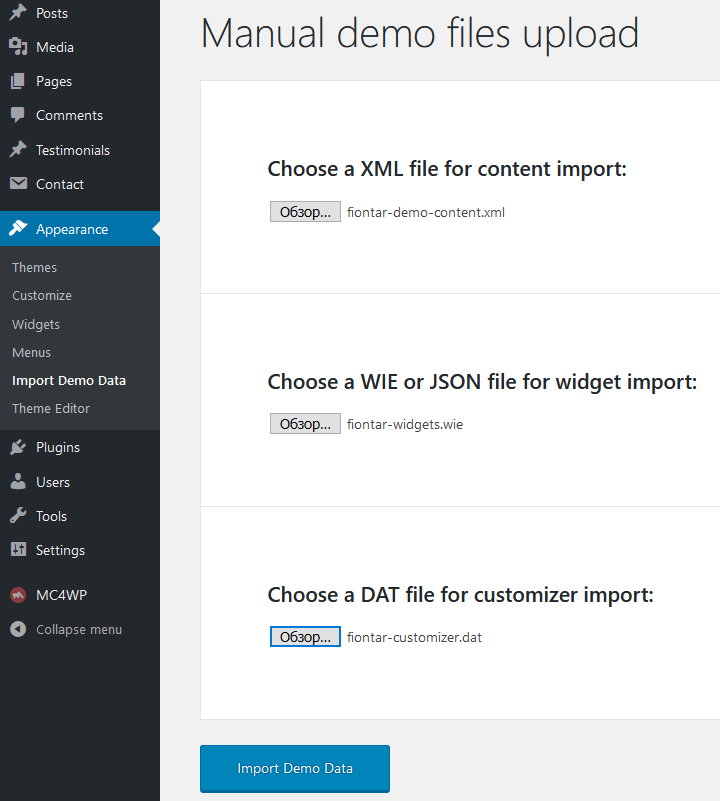 Posts
Media
Pages
Comments
Testimonials
Contact
Appearance
Themes
Customize
Widgets
Menus
Import Demo Data
Theme Editor
Plugins
Users
Tools
Settings
MC4WP
Collapse menu
Manual demo files upload
Choose a XML file for content import:
Обзор... fiontar-demo-content.xml
Choose a WIE or JSON file for widget import:
Обзор... fiontar-widgets.wie
Choose a DAT file for customizer import:
Обзор... fiontar-customizer.dat
Import Demo Data